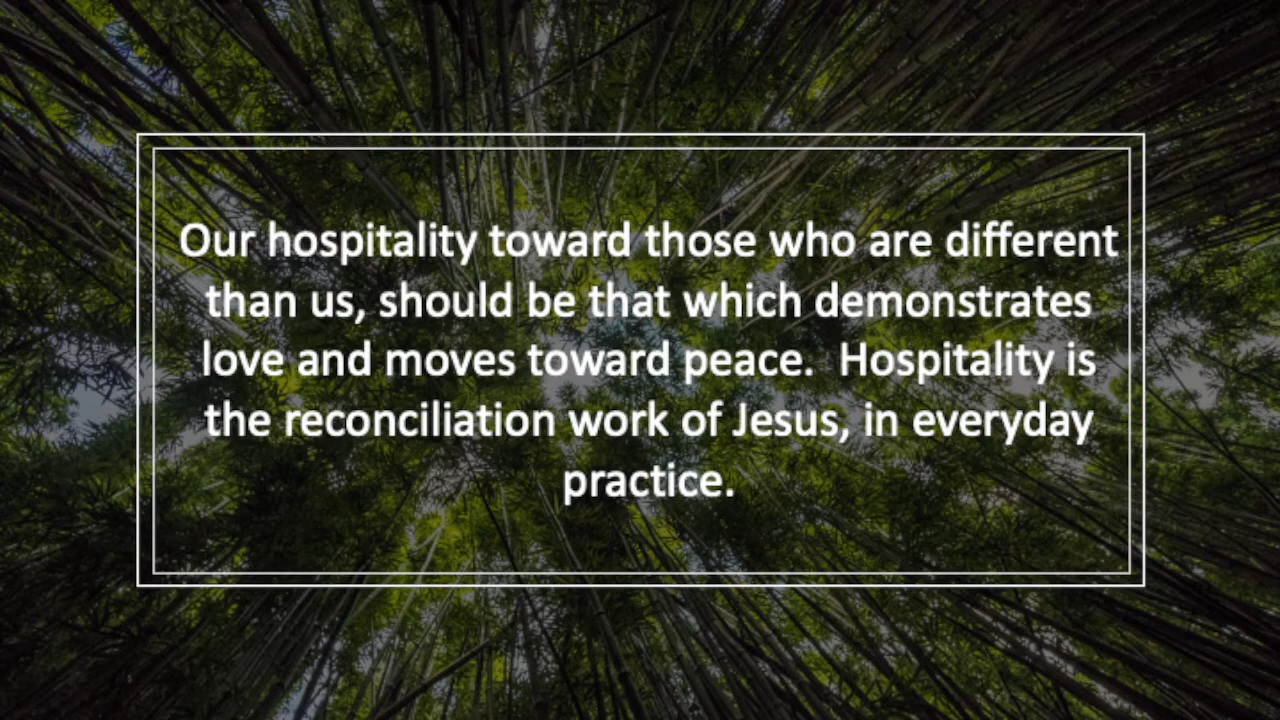 Our hospitality toward those who are different
than us, should be that which demonstrates
love and moves toward peace.  Hospitality is
the reconciliation work of Jesus, in everyday
practice.